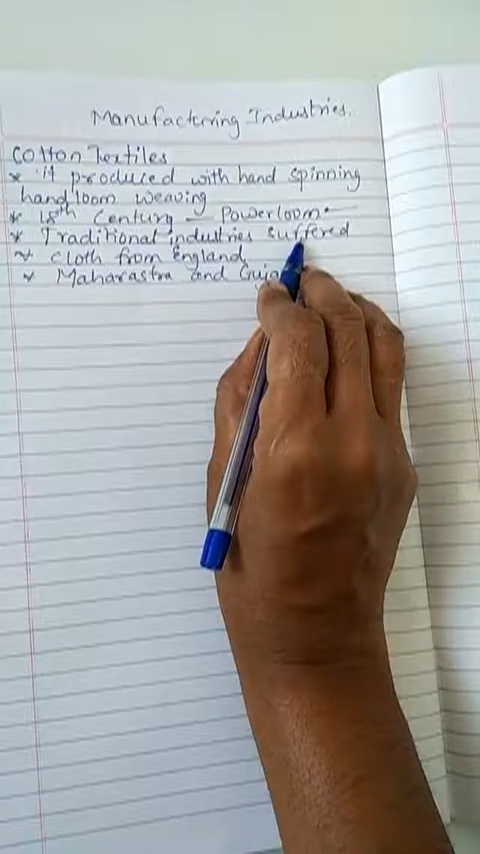 Manufacturing Industries.
Cotton Textiles
* it produced with hand spinning
handloom weaving
* 18th Century — Powerloom.
* Traditional industries suffered
* cloth from England,
* Maharastra and Guja